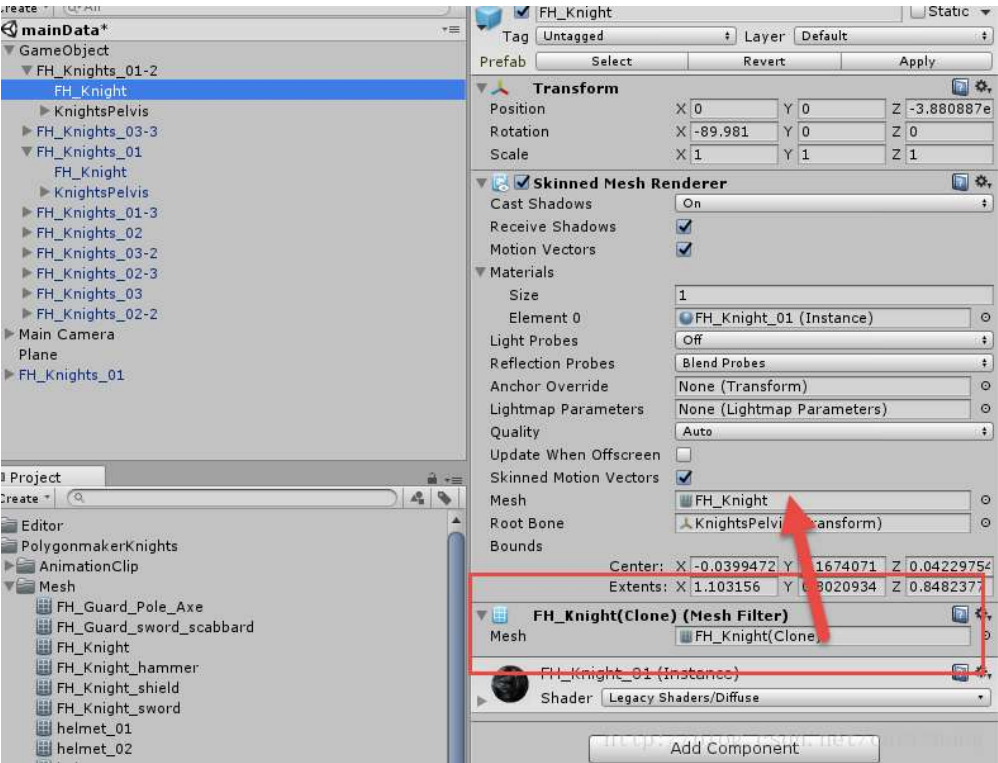 Create
Q▾All
mainData*
GameObject
FH_Knights_01-2
FH_Knight
KnightsPelvis
FH_Knights_03-3
FH_Knights_01
FH_Knight
KnightsPelvis
FH_Knights_01-3
FH_Knights_02
FH_Knights_03-2
FH_Knights_02-3
FH_Knights_03
FH_Knights_02-2
Main Camera
Plane
FH_Knights_01
Project
Create
Editor
PolygonmakerKnights
AnimationClip
Mesh
FH_Guard_Pole_Axe
FH_Guard_sword_scabbard
FH_Knight
FH_Knight_hammer
FH_Knight_shield
FH_Knight_sword
helmet_01
helmet_02
FH_Knight Static
Tag Untagged Layer Default
Prefab Select Revert Apply
Transform
Position X 0 Y 0 Z -3.880887e
Rotation X -89.981 Y 0 Z 0
Scale X 1 Y 1 Z 1
Skinned Mesh Renderer
Cast Shadows On
Receive Shadows
Motion Vectors
Materials
Size 1
Element 0 FH_Knight_01 (Instance)
Light Probes Off
Reflection Probes Blend Probes
Anchor Override None (Transform)
Lightmap Parameters None (Lightmap Parameters)
Quality Auto
Update When Offscreen
Skinned Motion Vectors
Mesh FH_Knight
Root Bone KnightsPelvis (Transform)
Bounds
Center: X -0.0399472 Y 1674071 Z 0.04229754
Extents: X 1.103156 Y 0.8020934 Z 0.8482377
FH_Knight(Clone) (Mesh Filter)
Mesh FH_Knight(Clone)
FH_Knight_01 (Instance)
Shader Legacy Shaders/Diffuse
Add Component